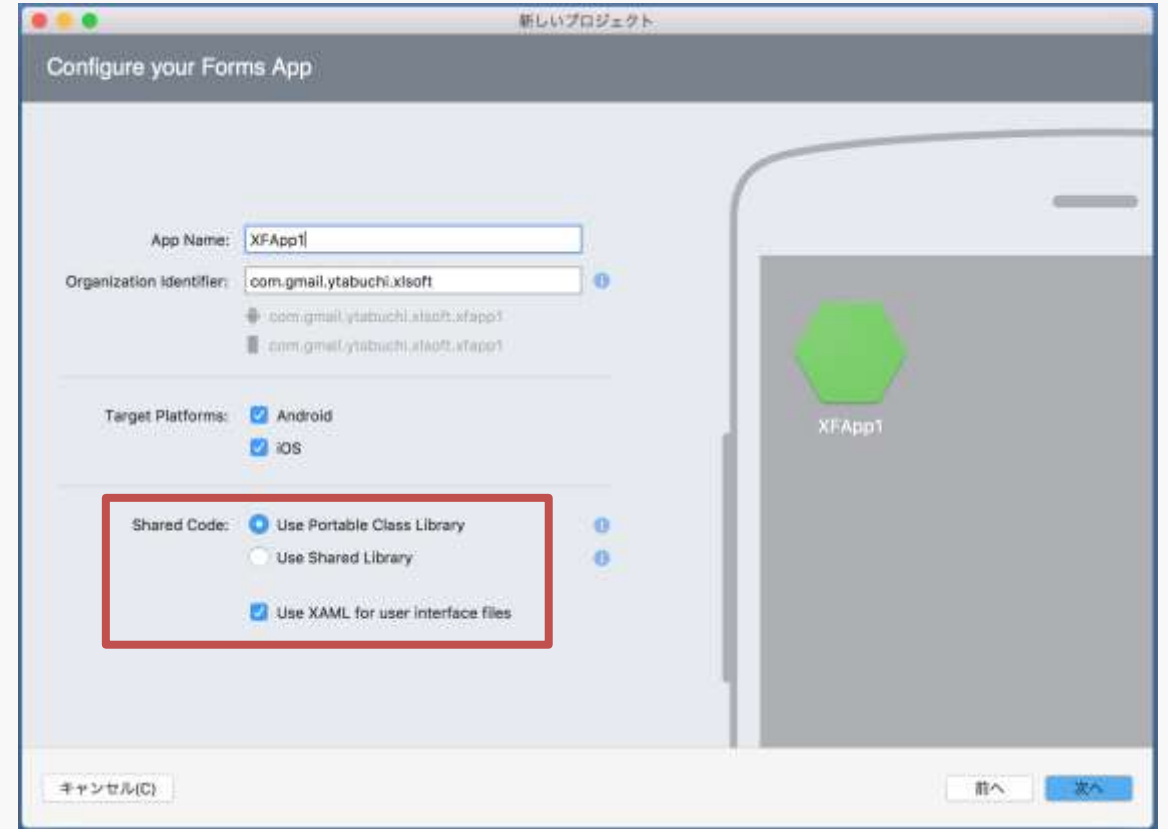 新しいプロジェクト
Configure your Forms App
App Name: XFApp1
Organization Identifier: com.gmail.ytabuchi.xlsoft
com.gmail.ytabuchi.xlsoft.xfapp1
com.gmail.ytabuchi.xlsoft.xfapp1
Target Platforms: Android
iOS
XFApp1
Shared Code: Use Portable Class Library
Use Shared Library
Use XAML for user interface files
キャンセル(C)
前へ
次へ